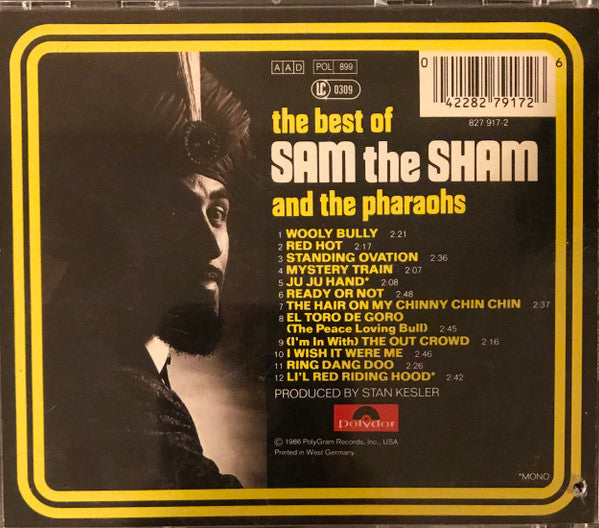 AAD POL 899
LC 0309
0 42282 79172 6
827 917-2
the best of
SAM the SHAM
and the pharaohs
1 WOOLY BULLY 2:21
2 RED HOT 2:17
3 STANDING OVATION 2:36
4 MYSTERY TRAIN 2:07
5 JU JU HAND* 2:08
6 READY OR NOT 2:48
7 THE HAIR ON MY CHINNY CHIN CHIN 2:37
8 EL TORO DE GORO
(The Peace Loving Bull) 2:45
9 (I'm In With) THE OUT CROWD 2:16
10 I WISH IT WERE ME 2:46
11 RING DANG DOO 2:26
12 LI'L RED RIDING HOOD* 2:42
PRODUCED BY STAN KESLER
polydor
© 1986 PolyGram Records, Inc., USA
Printed in West Germany.
*MONO